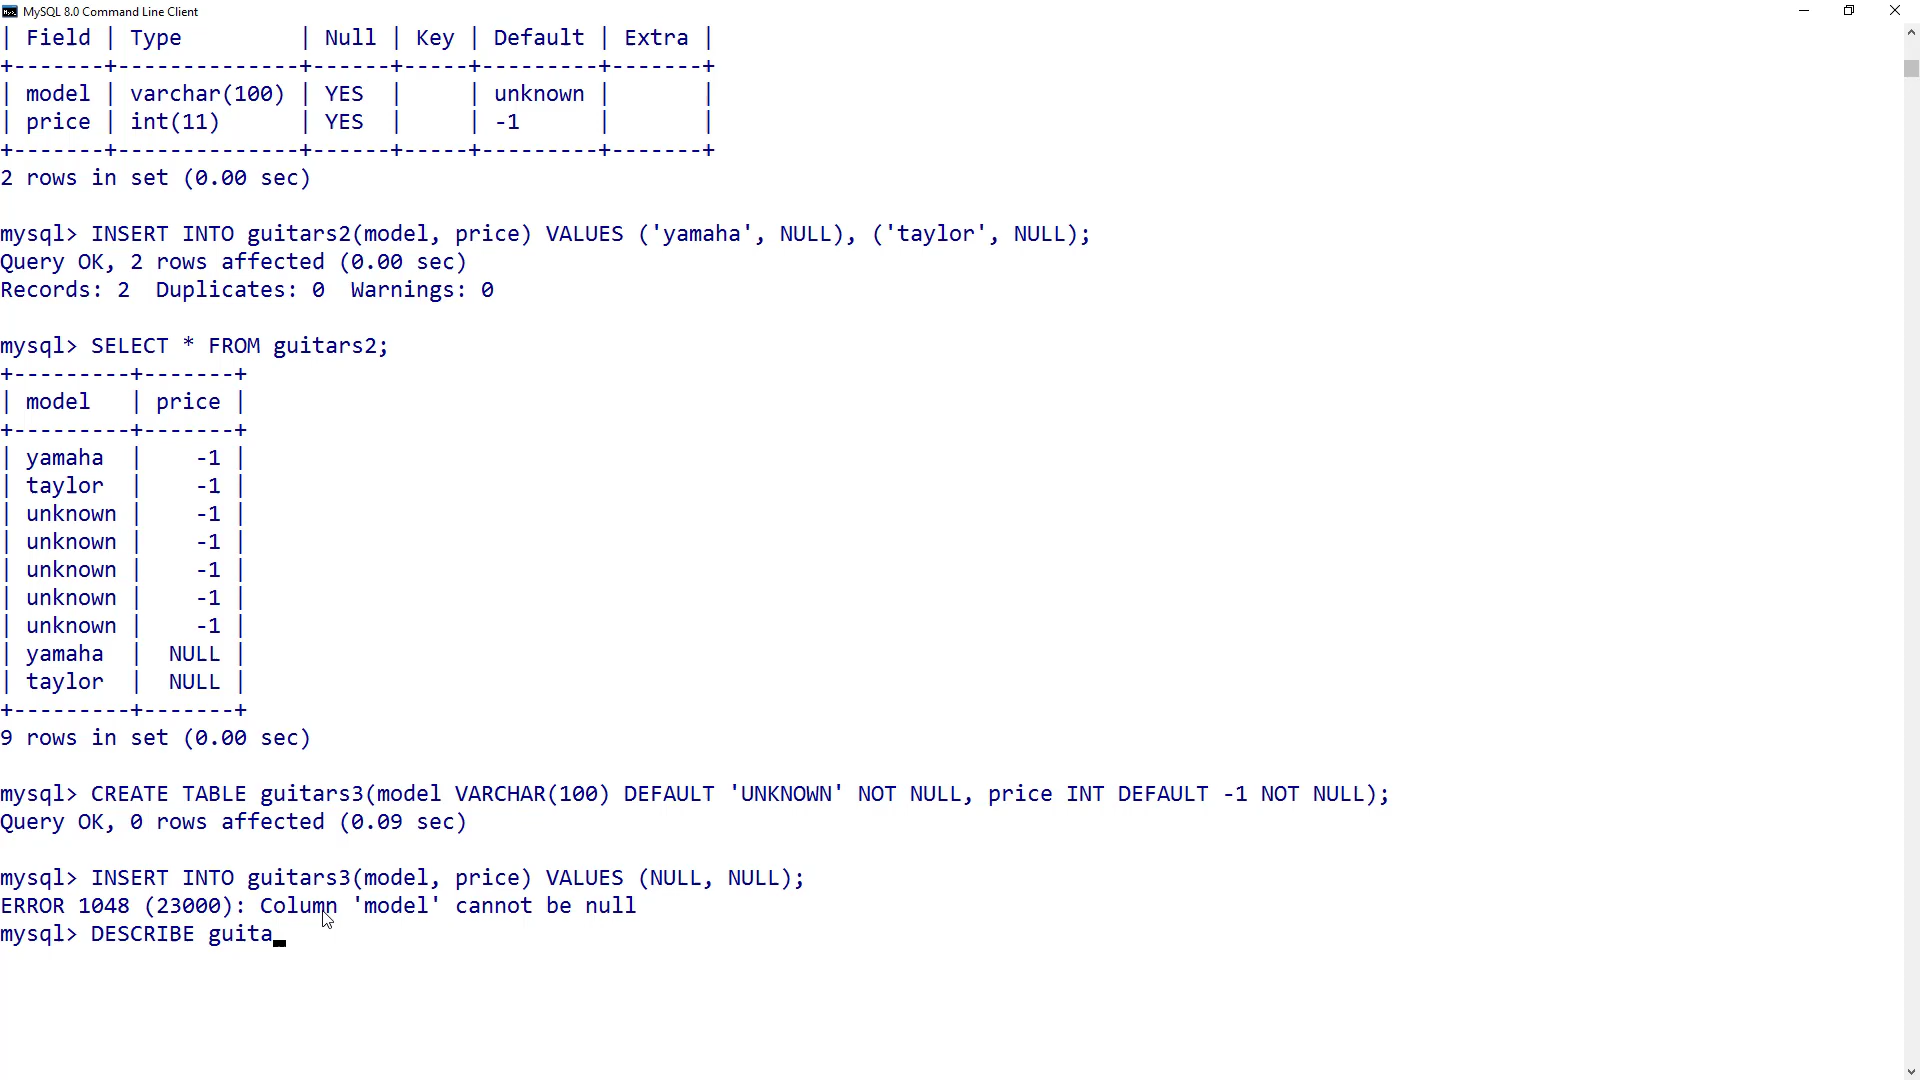 MySQL 8.0 Command Line Client
| Field | Type         | Null | Key | Default | Extra |
+-------+--------------+------+-----+---------+-------+
| model | varchar(100) | YES  |     | unknown |       |
| price | int(11)      | YES  |     | -1      |       |
+-------+--------------+------+-----+---------+-------+
2 rows in set (0.00 sec)
mysql> INSERT INTO guitars2(model, price) VALUES ('yamaha', NULL), ('taylor', NULL);
Query OK, 2 rows affected (0.00 sec)
Records: 2  Duplicates: 0  Warnings: 0
mysql> SELECT * FROM guitars2;
+---------+-------+
| model   | price |
+---------+-------+
| yamaha  |    -1 |
| taylor  |    -1 |
| unknown |    -1 |
| unknown |    -1 |
| unknown |    -1 |
| unknown |    -1 |
| unknown |    -1 |
| yamaha  |  NULL |
| taylor  |  NULL |
+---------+-------+
9 rows in set (0.00 sec)
mysql> CREATE TABLE guitars3(model VARCHAR(100) DEFAULT 'UNKNOWN' NOT NULL, price INT DEFAULT -1 NOT NULL);
Query OK, 0 rows affected (0.09 sec)
mysql> INSERT INTO guitars3(model, price) VALUES (NULL, NULL);
ERROR 1048 (23000): Column 'model' cannot be null
mysql> DESCRIBE guita